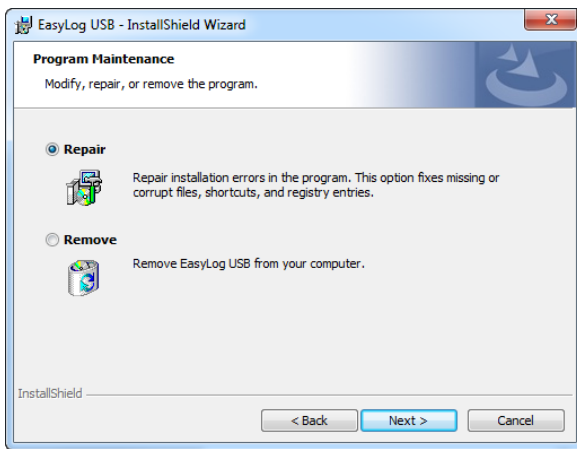 EasyLog USB - InstallShield Wizard
Program Maintenance
Modify, repair, or remove the program.
Repair
Repair installation errors in the program. This option fixes missing or
corrupt files, shortcuts, and registry entries.
Remove
Remove EasyLog USB from your computer.
InstallShield
< Back
Next >
Cancel